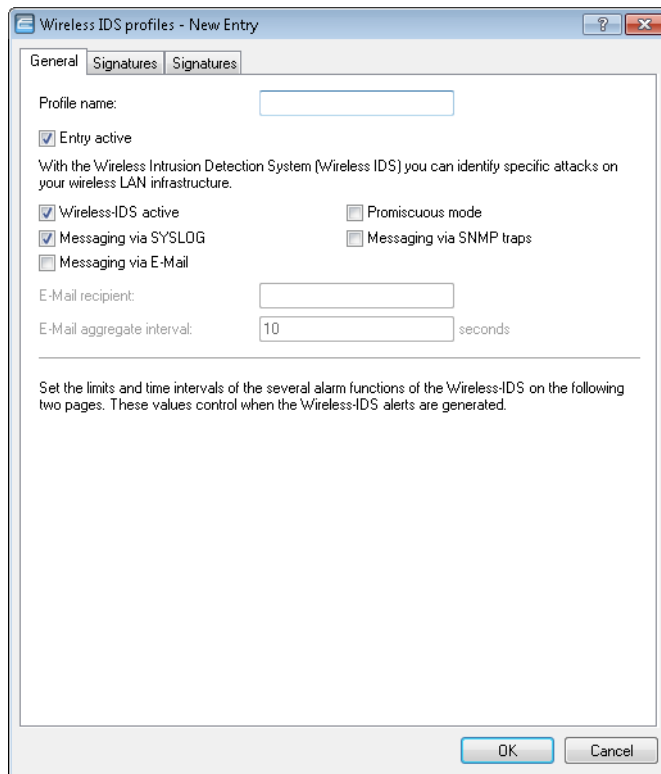 Wireless IDS profiles - New Entry
General Signatures Signatures
Profile name:
Entry active
With the Wireless Intrusion Detection System (Wireless IDS) you can identify specific attacks on
your wireless LAN infrastructure.
Wireless-IDS active Promiscuous mode
Messaging via SYSLOG Messaging via SNMP traps
Messaging via E-Mail
E-Mail recipient:
E-Mail aggregate interval: 10 seconds
Set the limits and time intervals of the several alarm functions of the Wireless-IDS on the following
two pages. These values control when the Wireless-IDS alerts are generated.
OK Cancel